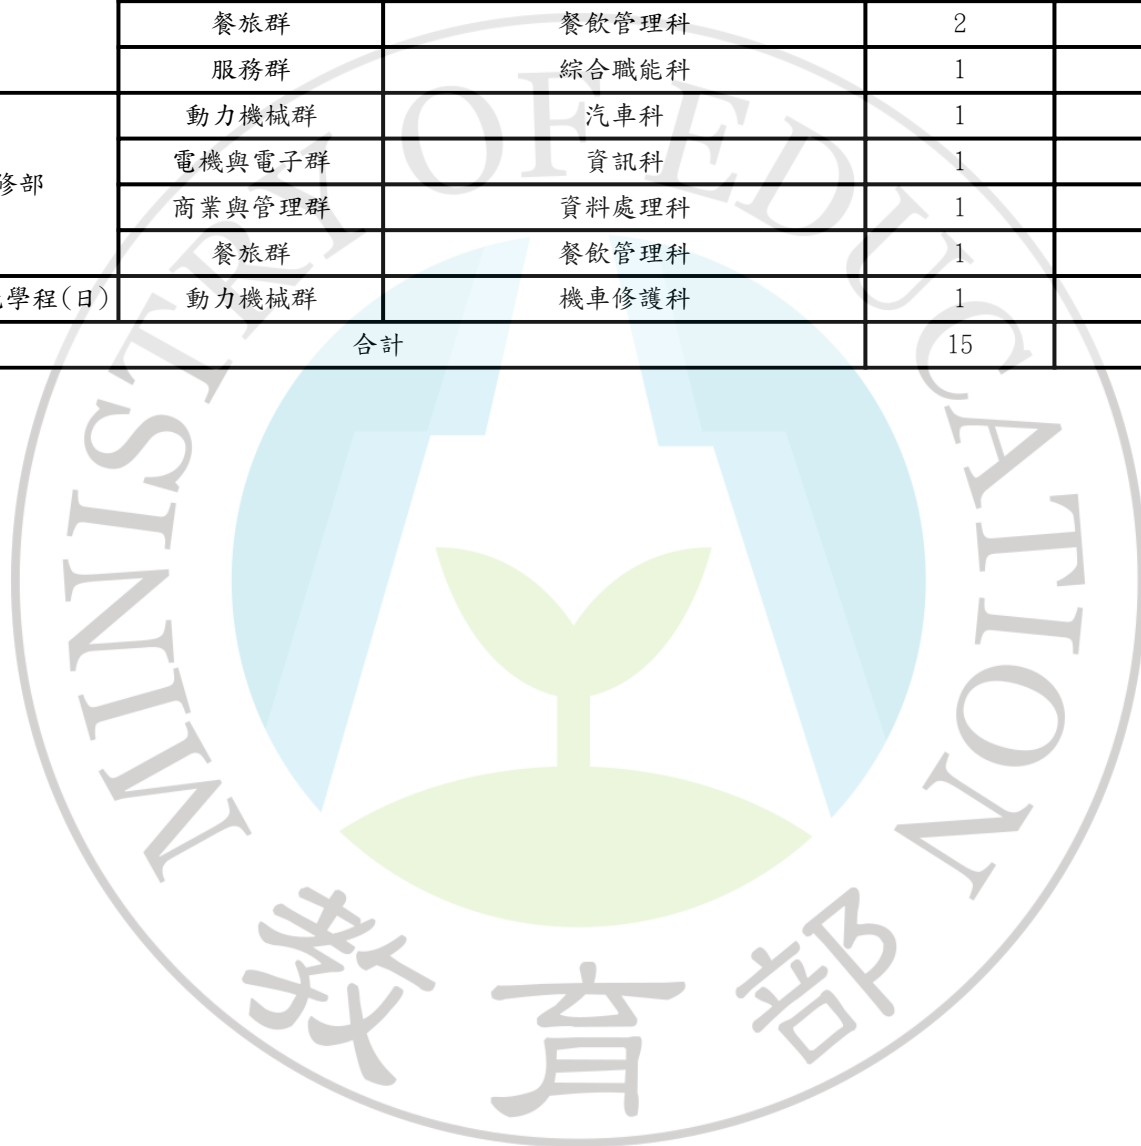 餐旅群 餐飲管理科 2
服務群 綜合職能科 1
動力機械群 汽車科 1
修部 電機與電子群 資訊科 1
商業與管理群 資料處理科 1
餐旅群 餐飲管理科 1
學程(日) 動力機械群 機車修護科 1
合計 15
MINISTRY OF EDUCATION
教育部